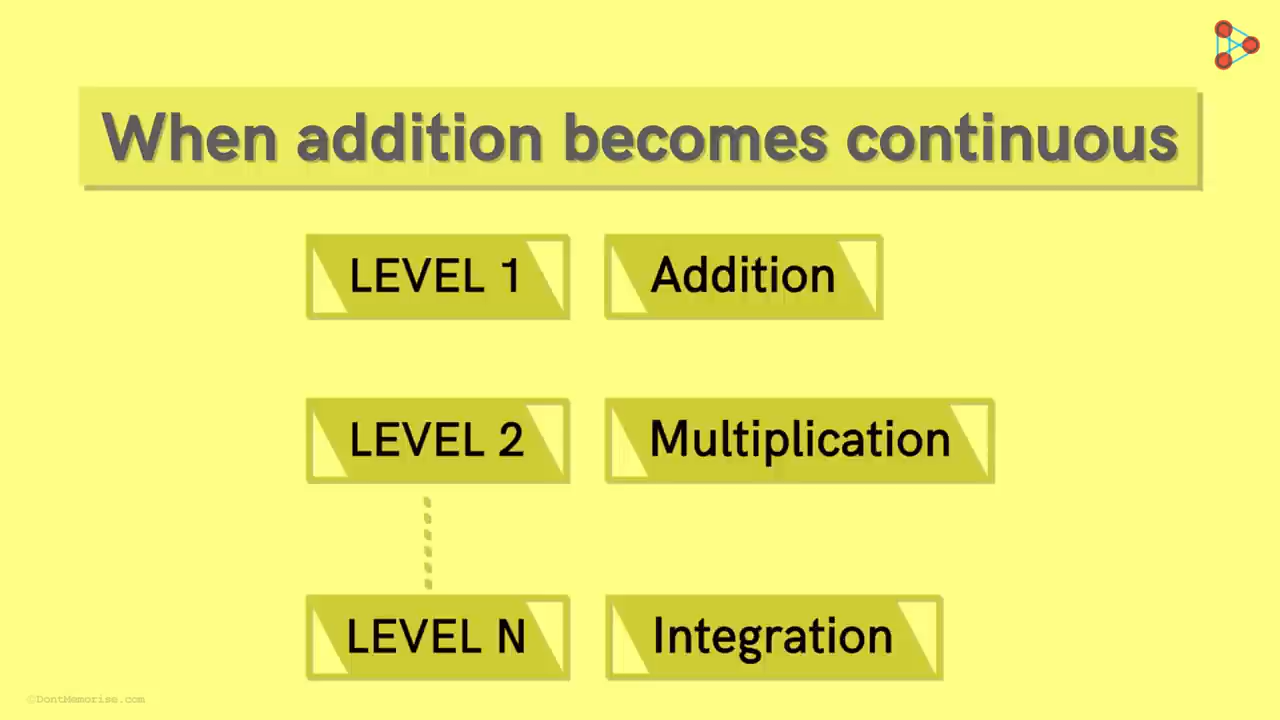 When addition becomes continuous
LEVEL 1 Addition
LEVEL 2 Multiplication
LEVEL N Integration
©DontMemorise.com